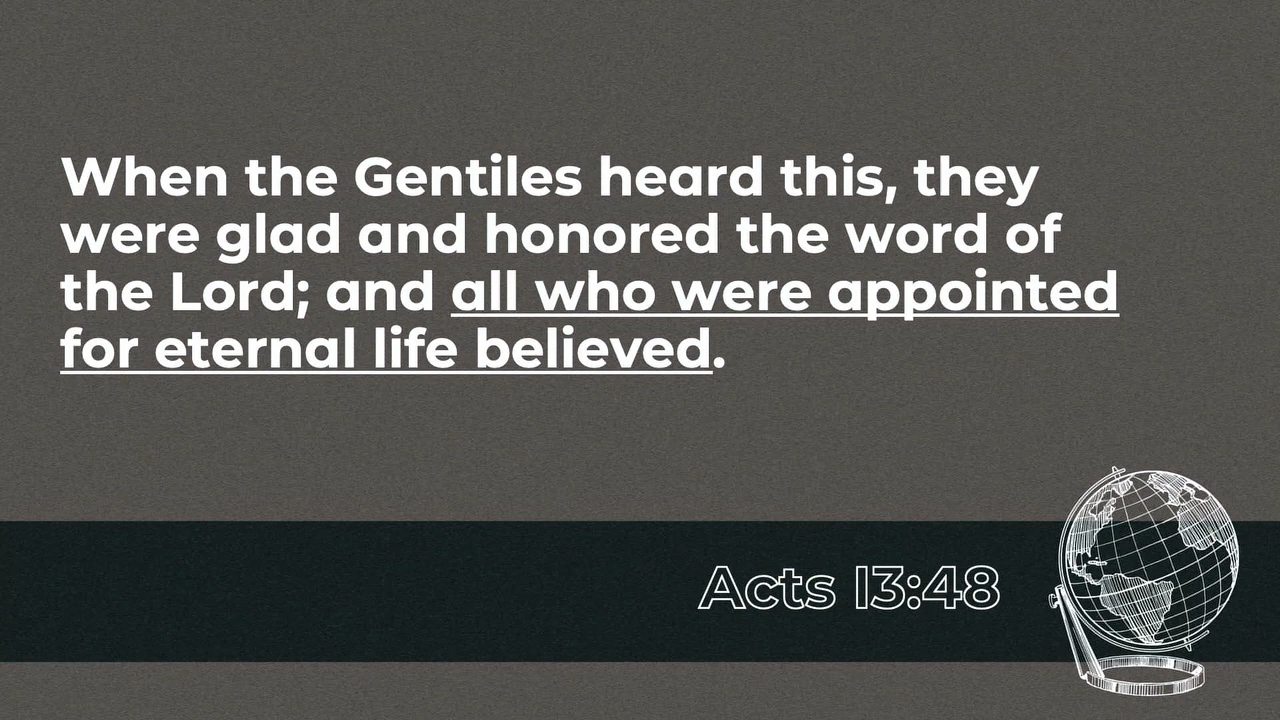 When the Gentiles heard this, they
were glad and honored the word of
the Lord; and all who were appointed
for eternal life believed.
Acts 13:48